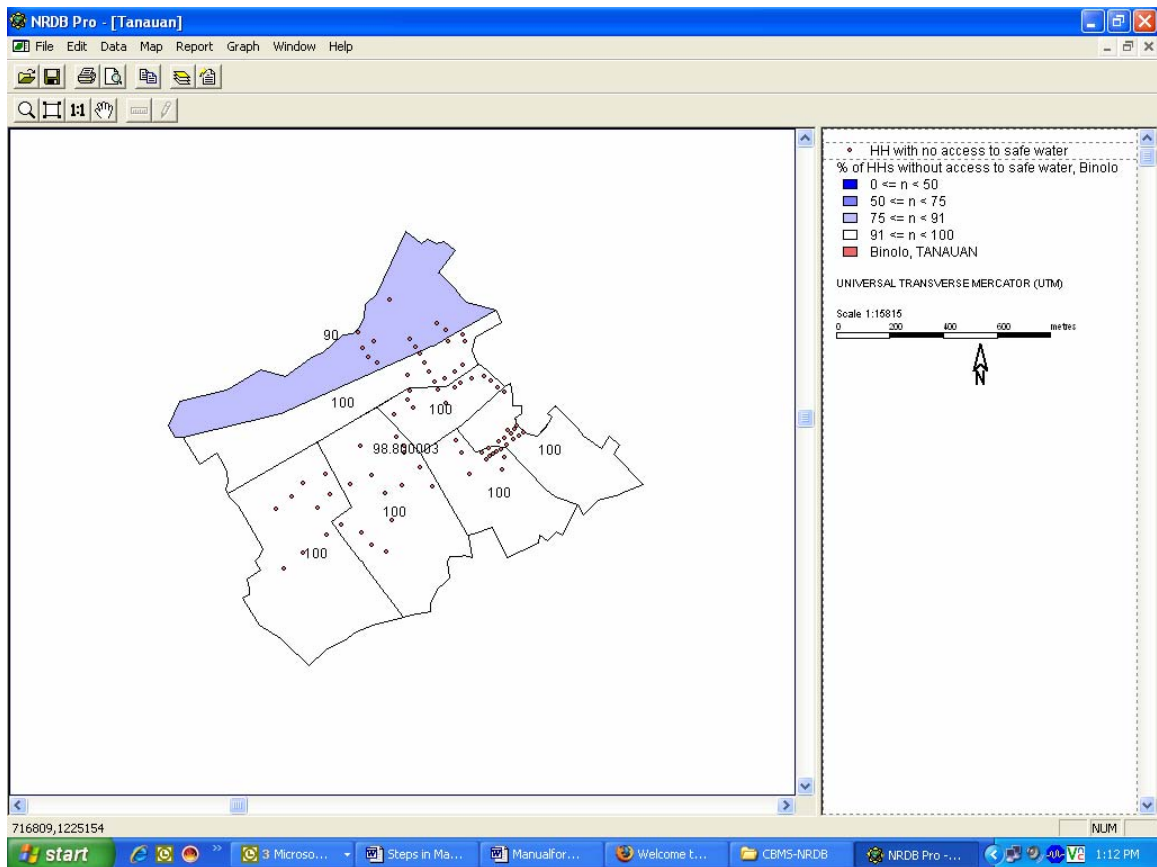 NRDB Pro - [Tanauan]
File Edit Data Map Report Graph Window Help
1:1
HH with no access to safe water
% of HHs without access to safe water, Binolo
0 <= n < 50
50 <= n < 75
75 <= n < 91
91 <= n < 100
Binolo, TANAUAN
UNIVERSAL TRANSVERSE MERCATOR (UTM)
Scale 1:15815
0 200 400 600 metres
N
90
100
100
98.830003
100
100
100
100
716809,1225154
NUM
start
3 Microso...
Steps in Ma...
Manualfor...
Welcome t...
CBMS-NRDB
NRDB Pro -...
1:12 PM